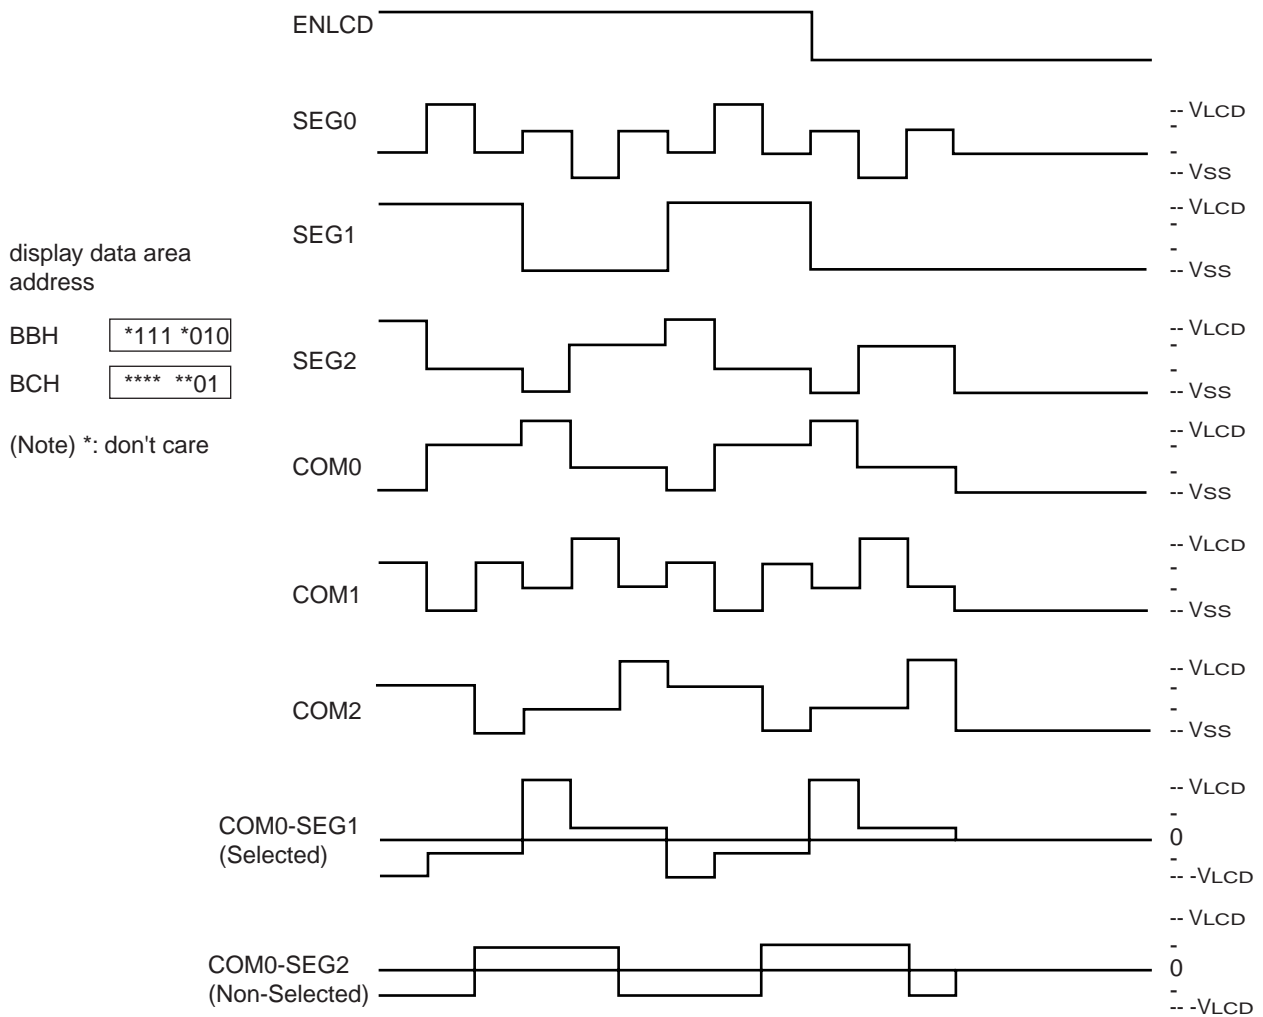 ENLCD
SEG0
-- VLCD
-
-
-- VSS
SEG1
-- VLCD
-
-
-- VSS
display data area
address
BBH *111 *010
BCH **** **01
(Note) *: don't care
SEG2
-- VLCD
-
-
-- VSS
COM0
-- VLCD
-
-
-- VSS
COM1
-- VLCD
-
-
-- VSS
COM2
-- VLCD
-
-
-- VSS
COM0-SEG1
(Selected)
-- VLCD
-
0
-
-- -VLCD
COM0-SEG2
(Non-Selected)
-- VLCD
-
0
-
-- -VLCD